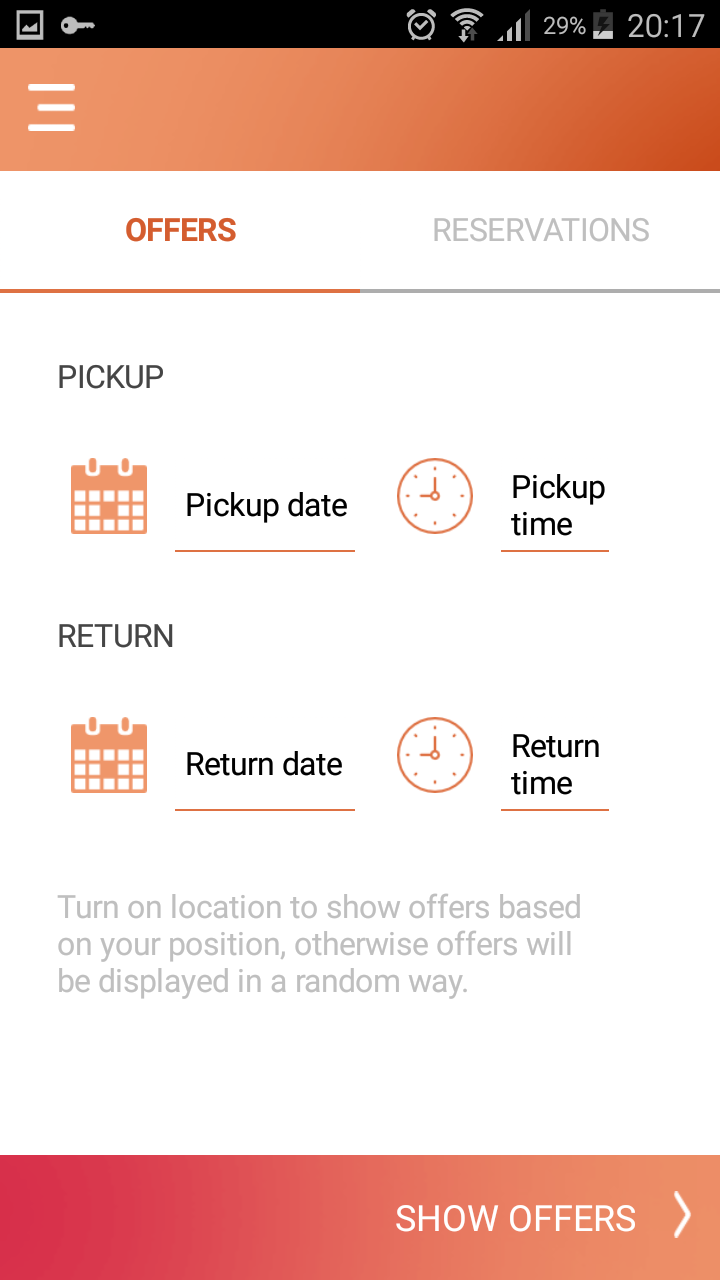 29% 20:17
OFFERS RESERVATIONS
PICKUP
Pickup date
Pickup
time
RETURN
Return date
Return
time
Turn on location to show offers based
on your position, otherwise offers will
be displayed in a random way.
SHOW OFFERS